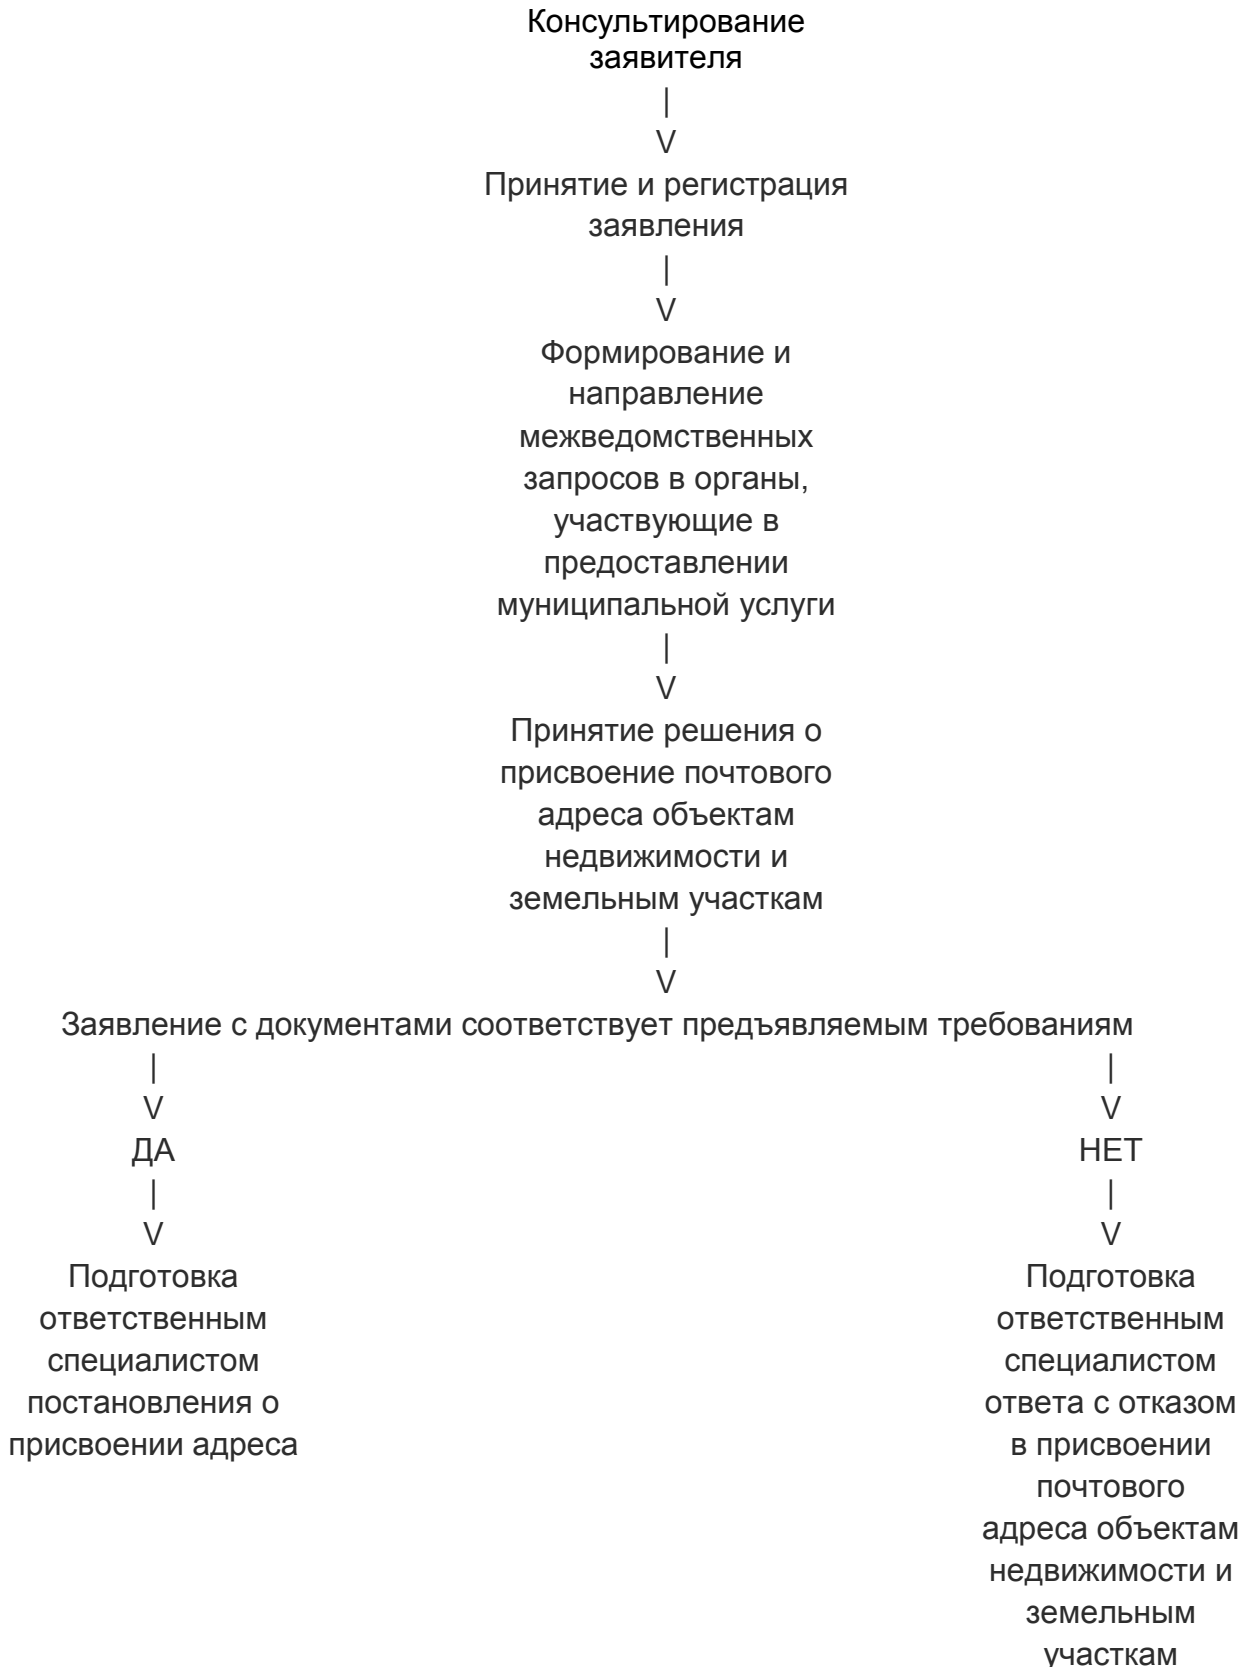 Консультирование
заявителя
|
V
Принятие и регистрация
заявления
|
V
Формирование и
направление
межведомственных
запросов в органы,
участвующие в
предоставлении
муниципальной услуги
|
V
Принятие решения о
присвоение почтового
адреса объектам
недвижимости и
земельным участкам
|
V
Заявление с документами соответствует предъявляемым требованиям
|
V
ДА
|
V
Подготовка
ответственным
специалистом
постановления о
присвоении адреса
|
V
НЕТ
|
V
Подготовка
ответственным
специалистом
ответа с отказом
в присвоении
почтового
адреса объектам
недвижимости и
земельным
участкам